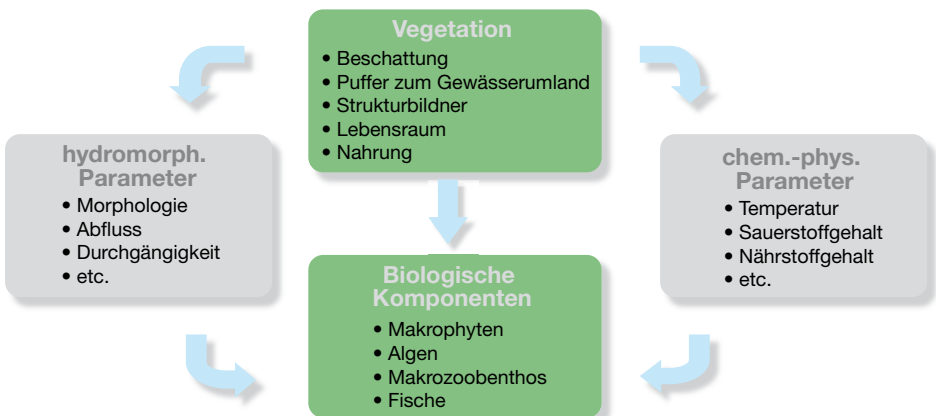 Vegetation
• Beschattung
• Puffer zum Gewässerumland
• Strukturbildner
• Lebensraum
• Nahrung
hydromorph.
Parameter
• Morphologie
• Abfluss
• Durchgängigkeit
• etc.
chem.-phys.
Parameter
• Temperatur
• Sauerstoffgehalt
• Nährstoffgehalt
• etc.
Biologische
Komponenten
• Makrophyten
• Algen
• Makrozoobenthos
• Fische